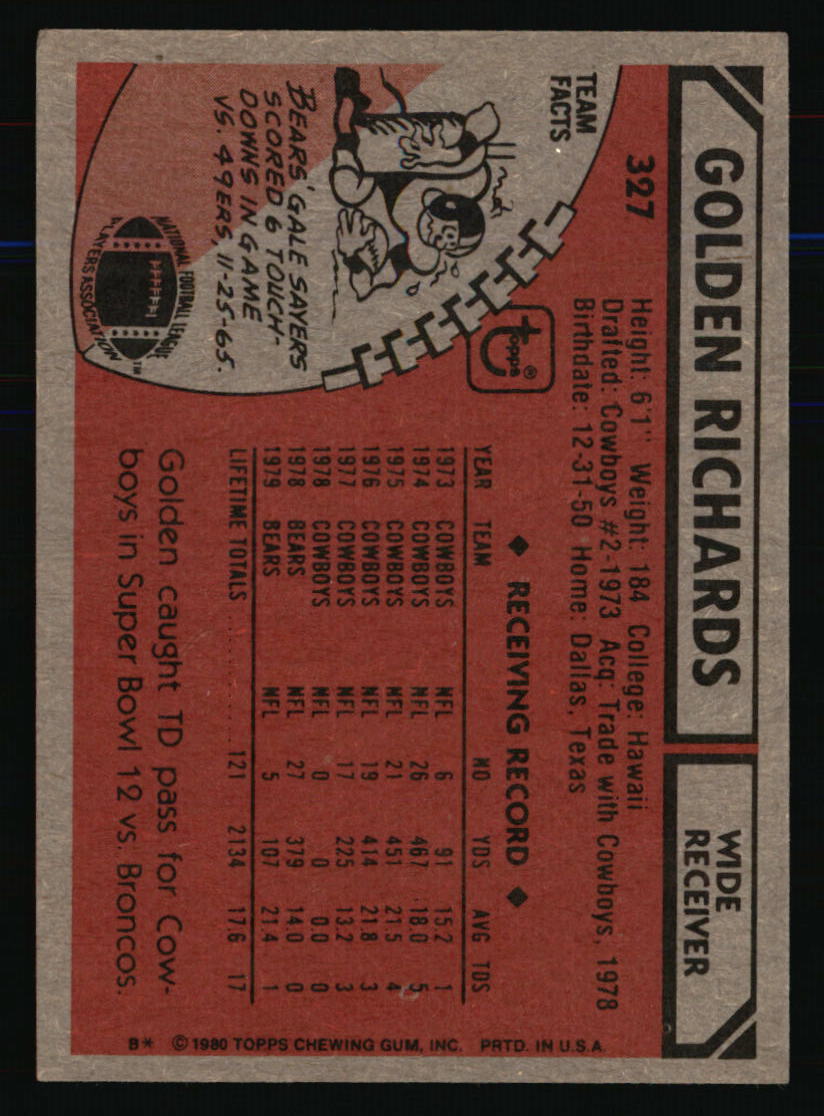 GOLDEN RICHARDS
WIDE
RECEIVER
327
Height: 6'1" Weight: 184 College: Hawaii
Drafted: Cowboys #2-1973 Acq: Trade with Cowboys, 1978
Birthdate: 12-31-50 Home: Dallas, Texas
TEAM
FACTS
BEARS' GALE SAYERS
SCORED 6 TOUCH-
DOWNS IN GAME
VS. 49ERS, 11-25-65.
topps®
NATIONAL FOOTBALL LEAGUE
PLAYERS ASSOCIATION™
◆ RECEIVING RECORD ◆
YEAR TEAM NO YDS AVG TDS
1973 COWBOYS NFL 6 91 15.2 1
1974 COWBOYS NFL 26 467 18.0 5
1975 COWBOYS NFL 21 451 21.5 4
1976 COWBOYS NFL 19 414 21.8 3
1977 COWBOYS NFL 17 225 13.2 3
1978 COWBOYS NFL 0 0 0.0 0
1978 BEARS NFL 27 379 14.0 0
1979 BEARS NFL 5 107 21.4 1
LIFETIME TOTALS .......... 121 2134 17.6 17
Golden caught TD pass for Cow-
boys in Super Bowl 12 vs. Broncos.
B* © 1980 TOPPS CHEWING GUM, INC. PRTD. IN U.S.A.